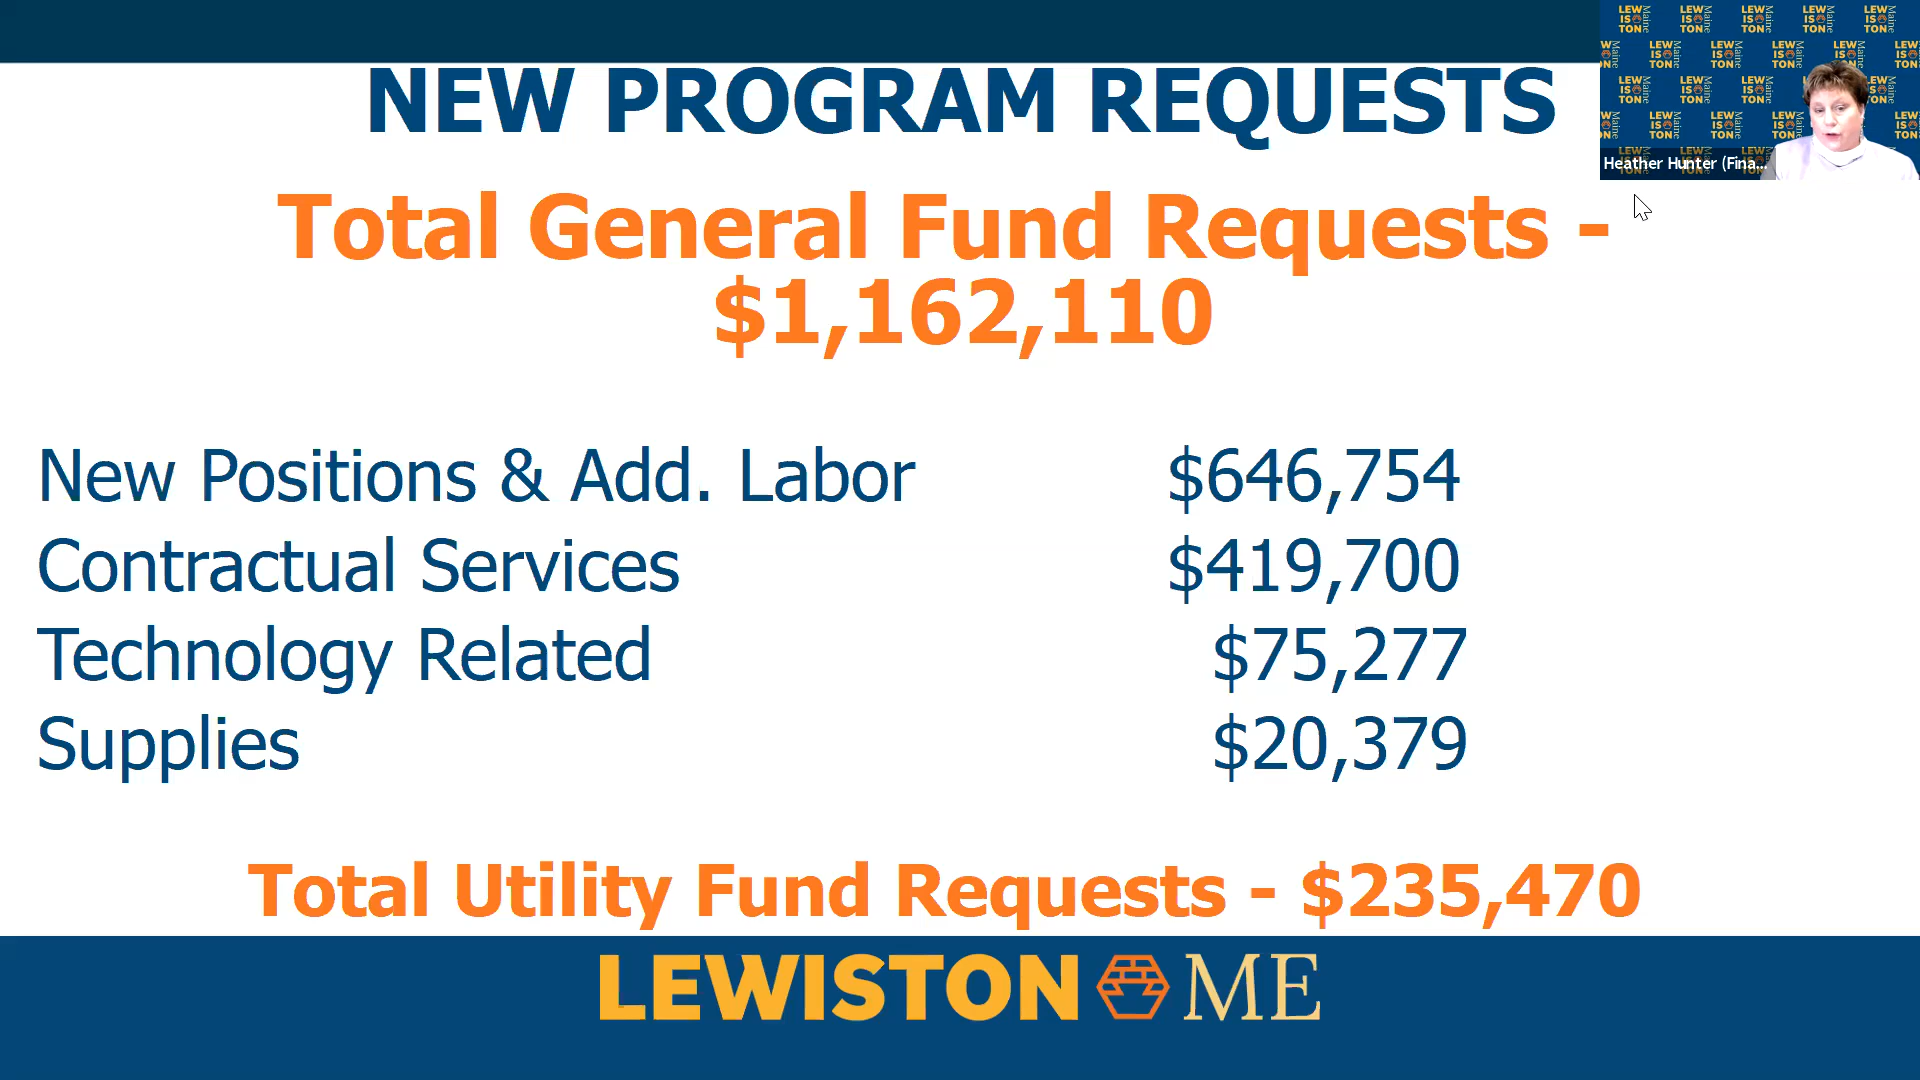 NEW PROGRAM REQUESTS
Total General Fund Requests -
$1,162,110
New Positions & Add. Labor $646,754
Contractual Services $419,700
Technology Related $75,277
Supplies $20,379
Total Utility Fund Requests - $235,470
LEWISTON ME
LEWISTON Maine
Heather Hunter (Fina...